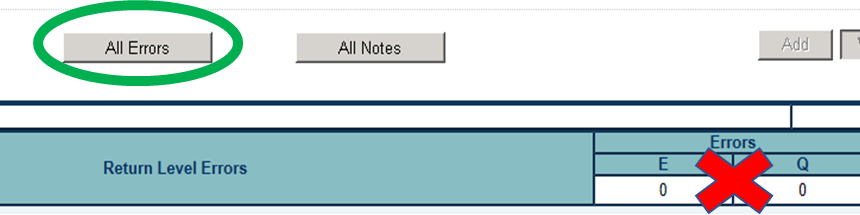 All Errors All Notes Add
Errors
Return Level Errors E Q
0 0